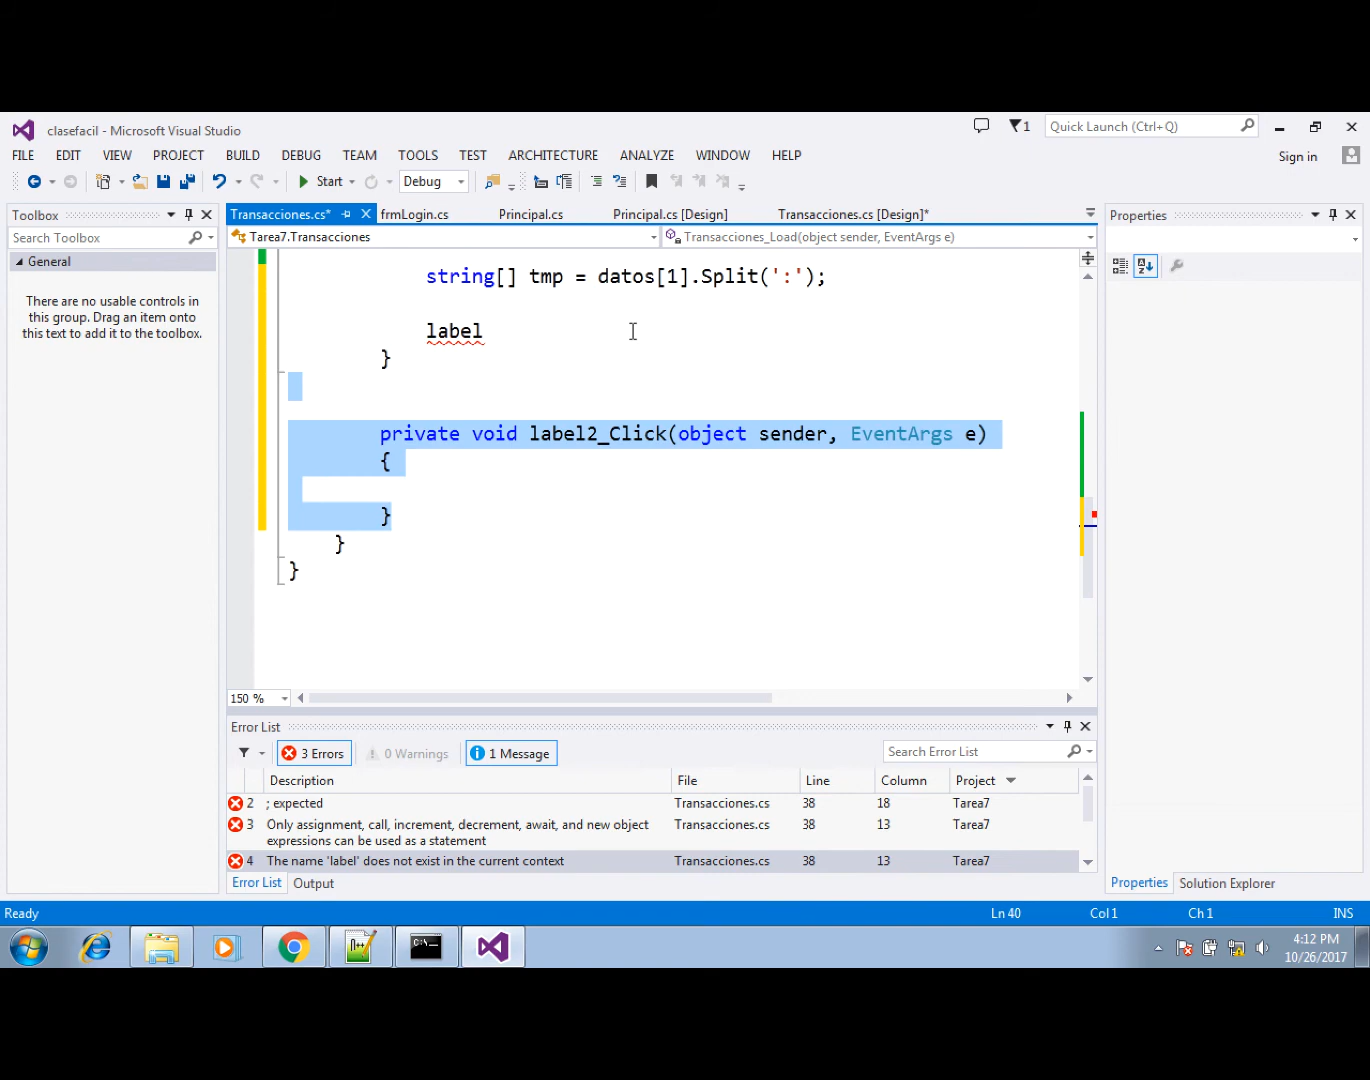 clasefacil - Microsoft Visual Studio
1
Quick Launch (Ctrl+Q)
FILE EDIT VIEW PROJECT BUILD DEBUG TEAM TOOLS TEST ARCHITECTURE ANALYZE WINDOW HELP
Sign in
Start Debug
Toolbox
Transacciones.cs* frmLogin.cs Principal.cs Principal.cs [Design] Transacciones.cs [Design]*
Properties
Search Toolbox
Tarea7.Transacciones
Transacciones_Load(object sender, EventArgs e)
General
There are no usable controls in
this group. Drag an item onto
this text to add it to the toolbox.
string[] tmp = datos[1].Split(':');
label
}
private void label2_Click(object sender, EventArgs e)
{
}
}
}
150 %
Error List
3 Errors 0 Warnings 1 Message
Search Error List
Description File Line Column Project
2 ; expected Transacciones.cs 38 18 Tarea7
3 Only assignment, call, increment, decrement, await, and new object Transacciones.cs 38 13 Tarea7
expressions can be used as a statement
4 The name 'label' does not exist in the current context Transacciones.cs 38 13 Tarea7
Error List Output
Properties Solution Explorer
Ready Ln 40 Col 1 Ch 1 INS
4:12 PM
10/26/2017